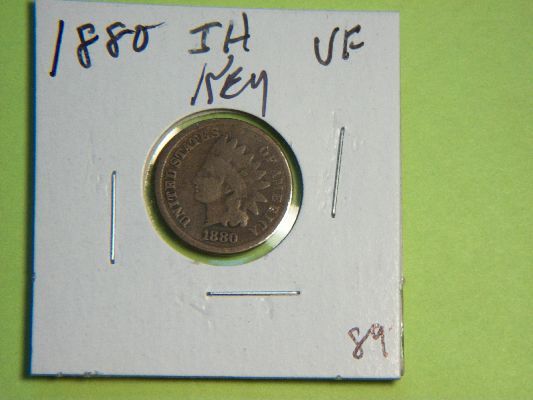 1880 IH VF
KEY
UNITED STATES OF AMERICA
1880
89